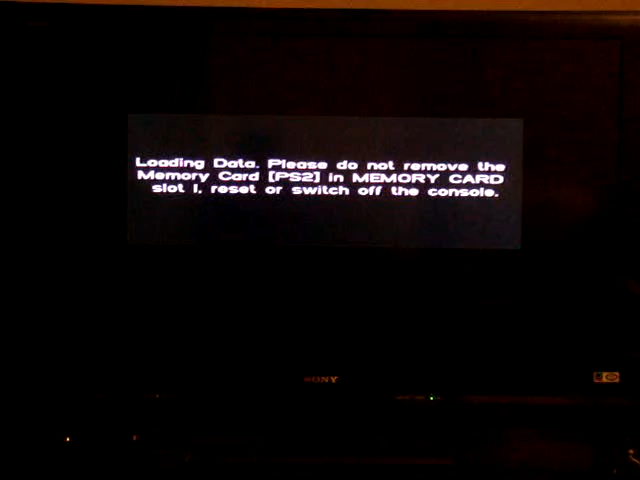 Loading Data. Please do not remove the
Memory Card [PS2] in MEMORY CARD
slot 1, reset or switch off the console.
SONY